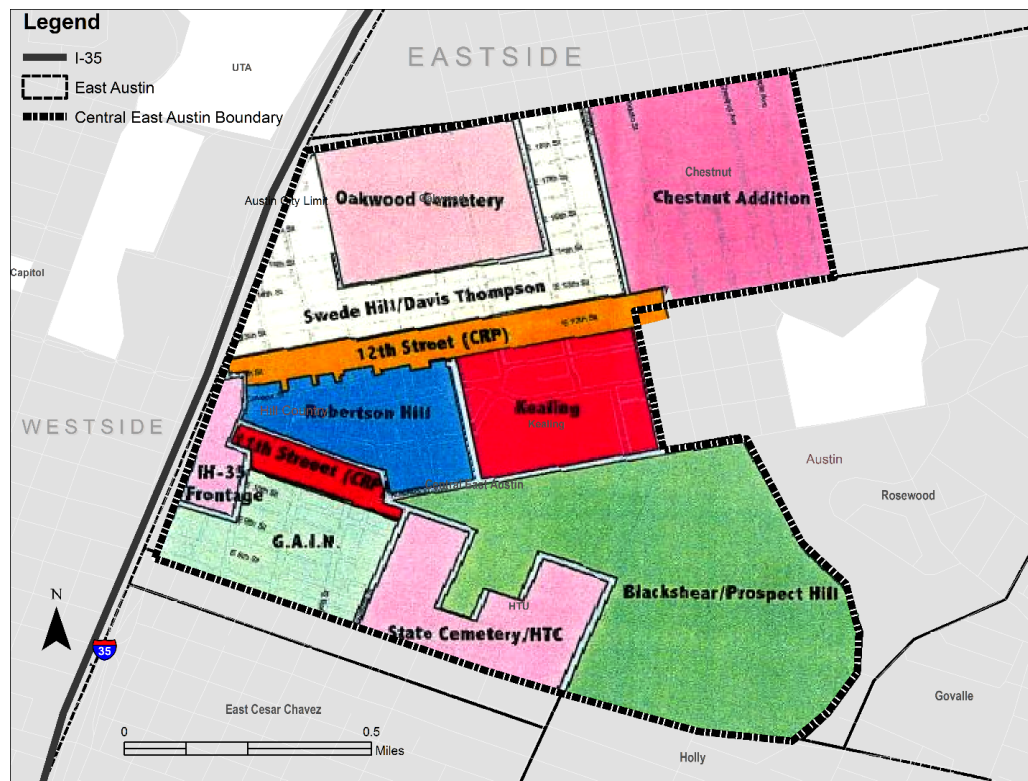 Legend
I-35
East Austin
Central East Austin Boundary
EASTSIDE
UTA
Chestnut
Chestnut Addition
Oakwood Cemetery
Austin City Limit
Capitol
Swede Hill/Davis Thompson
12th Street (CRP)
E 12th St
Robertson Hill
Kealing
Kealing
WESTSIDE
11th Streeet (CRP)
IH-35
Frontage
Central East Austin
Austin
Rosewood
G.A.I.N.
Blackshear/Prospect Hill
HTU
State Cemetery/HTC
N
35
East Cesar Chavez
Govalle
Holly
0
0.5
Miles